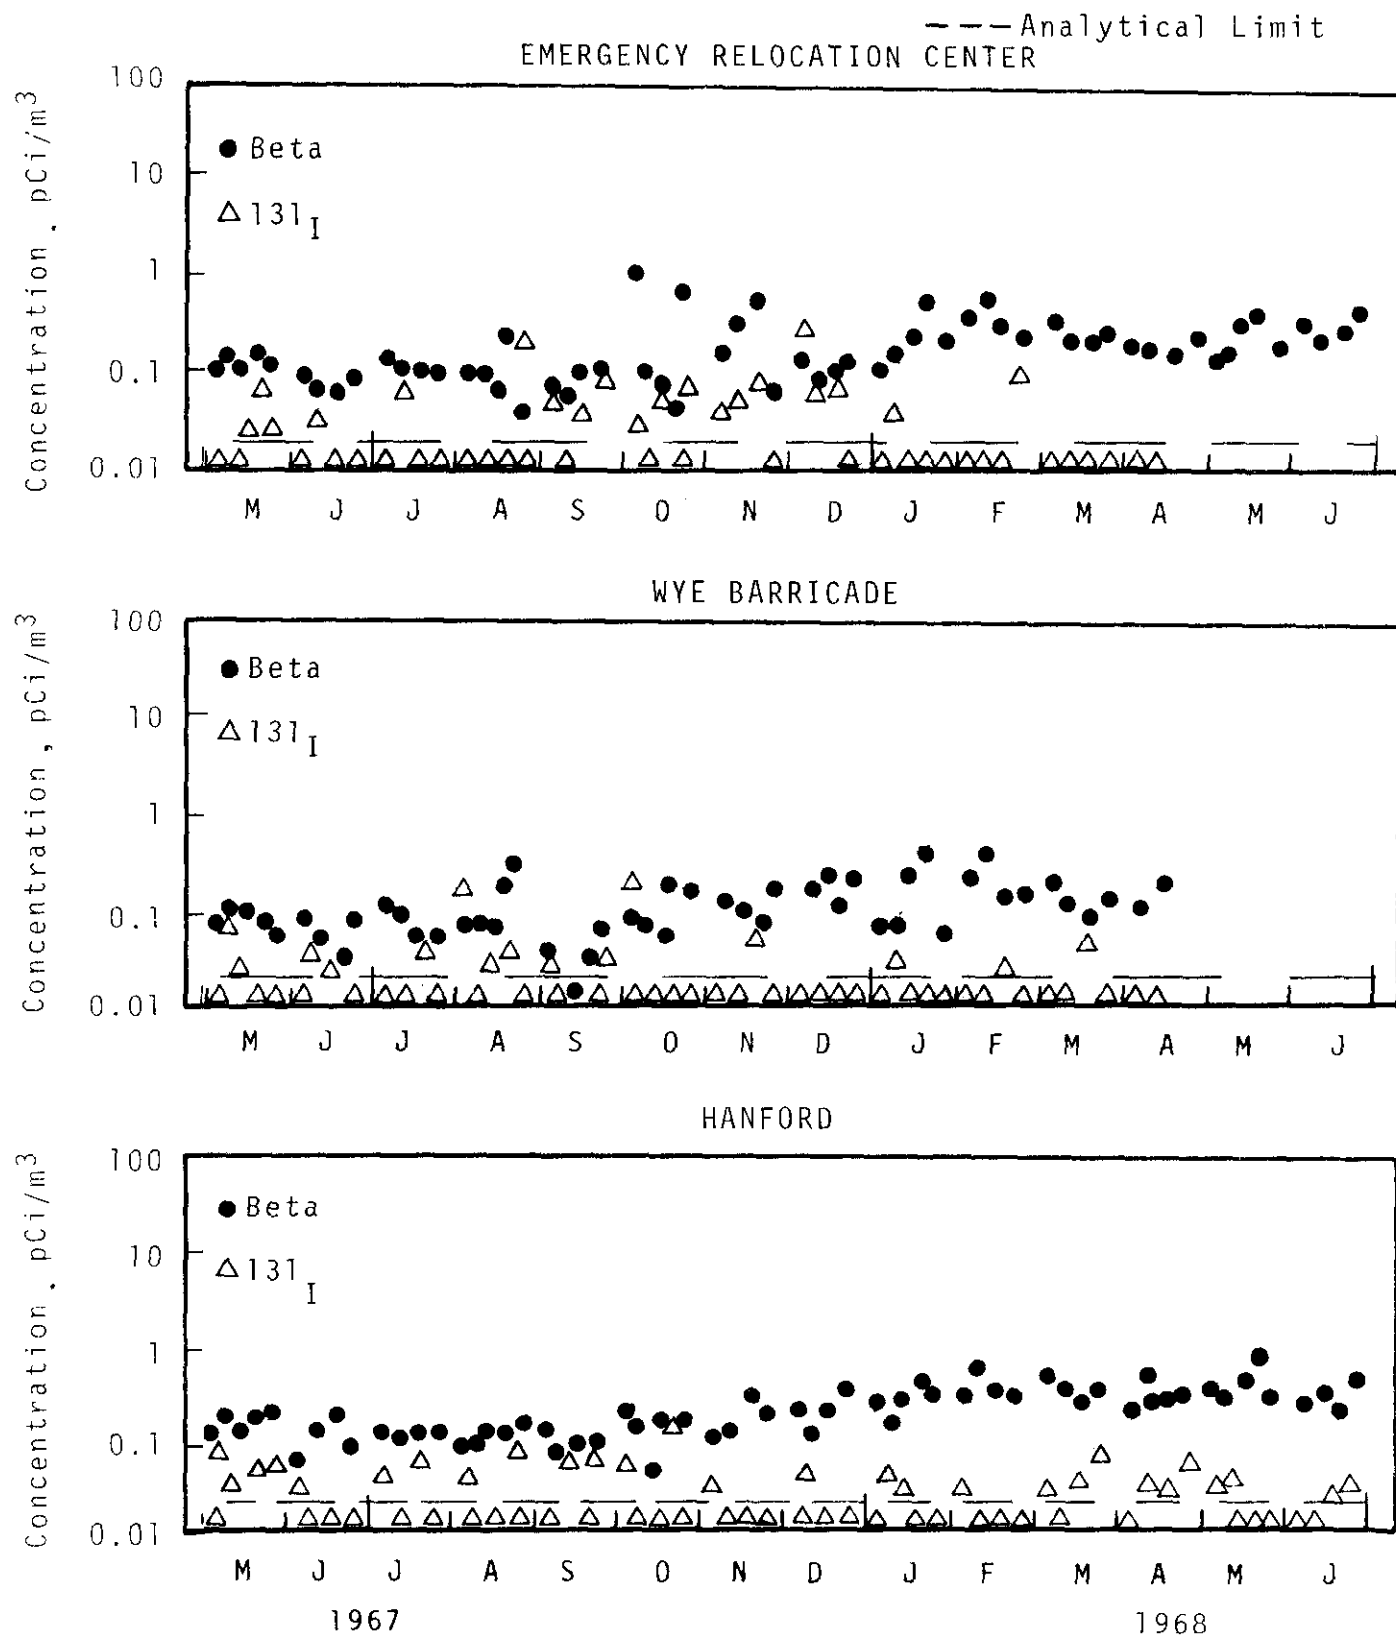 --- Analytical Limit
EMERGENCY RELOCATION CENTER
Concentration, pCi/m³
100
10
1
0.1
0.01
● Beta
△ 131I
M J J A S O N D J F M A M J
WYE BARRICADE
Concentration, pCi/m³
100
10
1
0.1
0.01
● Beta
△ 131I
M J J A S O N D J F M A M J
HANFORD
Concentration, pCi/m³
100
10
1
0.1
0.01
● Beta
△ 131I
M J J A S O N D J F M A M J
1967 1968